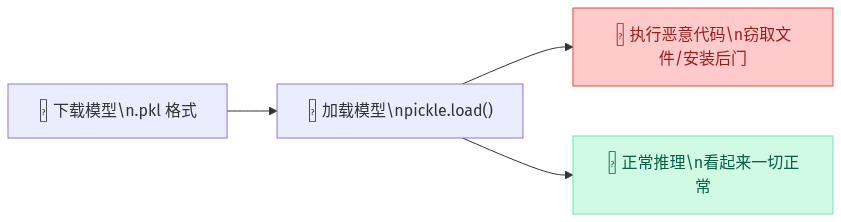 下载模型\n.pkl 格式
加载模型\npickle.load()
执行恶意代码\n窃取文
件/安装后门
正常推理\n看起来一切正
常